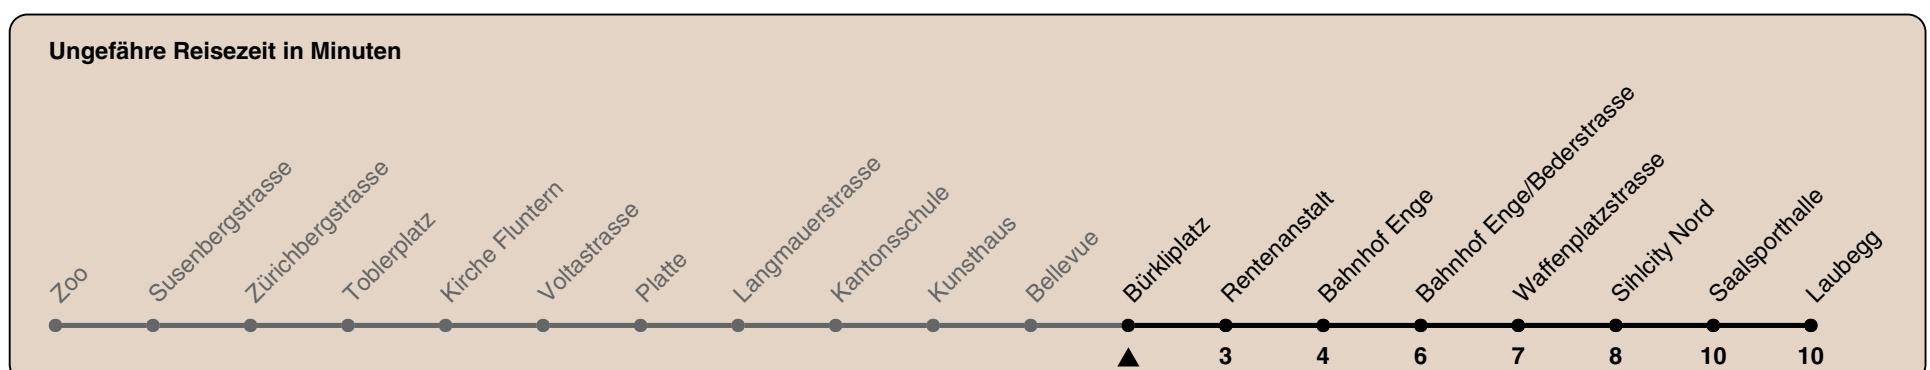 Ungefähre Reisezeit in Minuten
Zoo
Susenbergstrasse
Zürichbergstrasse
Toblerplatz
Kirche Fluntern
Voltastrasse
Platte
Langmauerstrasse
Kantonsschule
Kunsthaus
Bellevue
Bürkliplatz
Rentenanstalt
Bahnhof Enge
Bahnhof Enge/Bederstrasse
Waffenplatzstrasse
Sihlcity Nord
Saalsporthalle
Laubegg
3 4 6 7 8 10 10